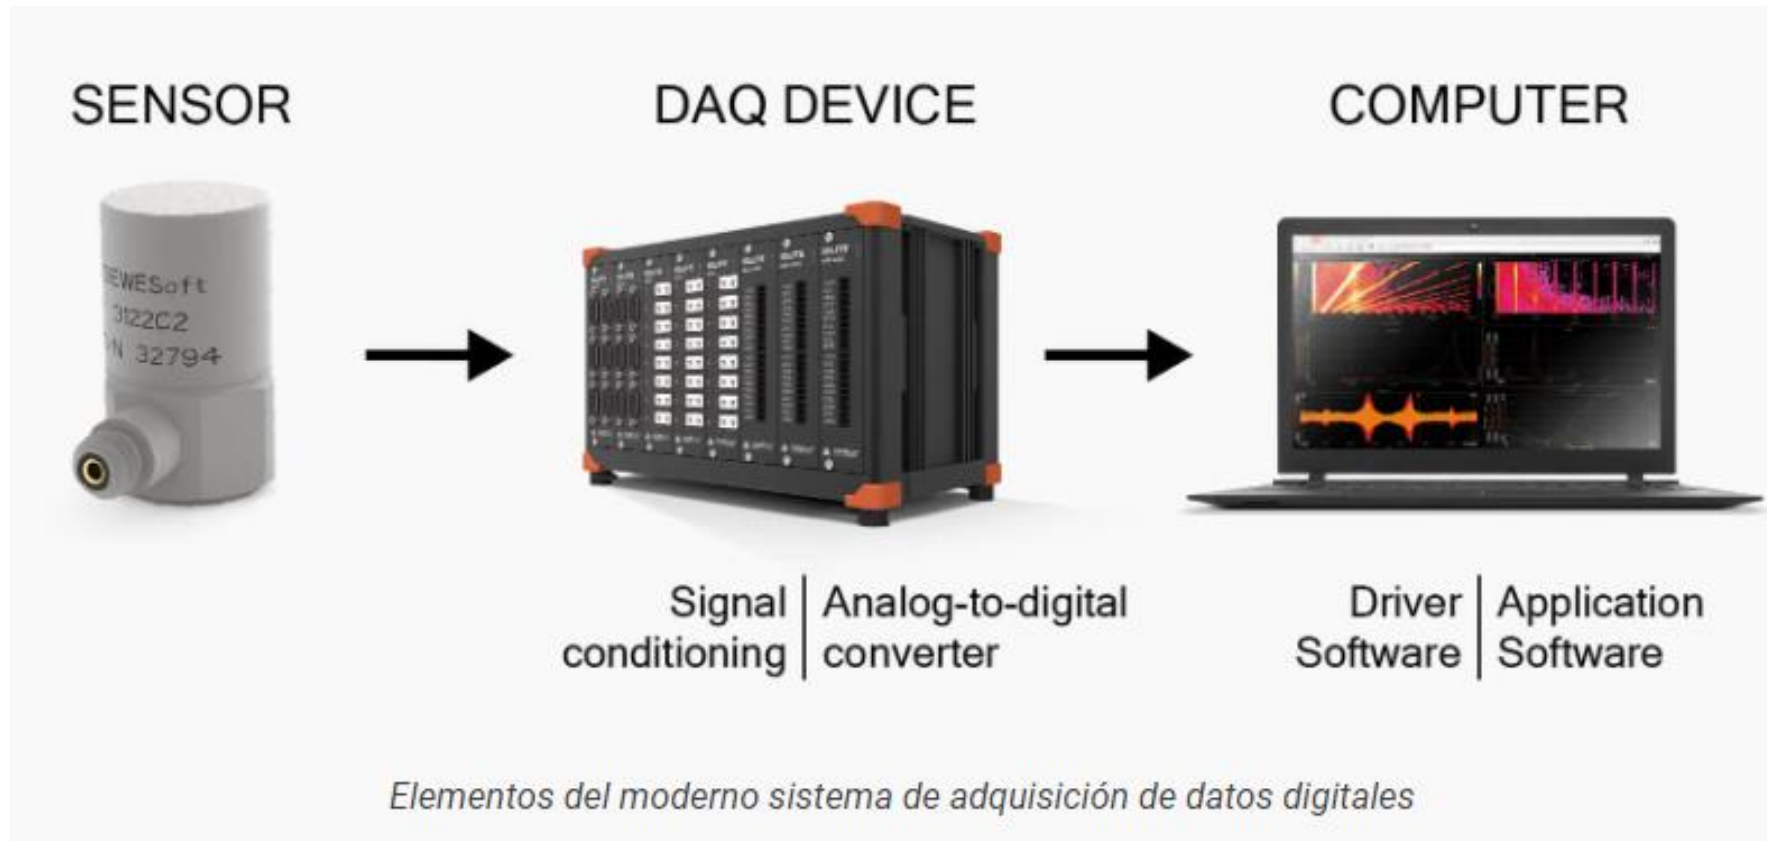 SENSOR
DAQ DEVICE
COMPUTER
EWESoft
3122C2
N 32794
Signal
conditioning
Analog-to-digital
converter
Driver
Software
Application
Software
Elementos del moderno sistema de adquisición de datos digitales